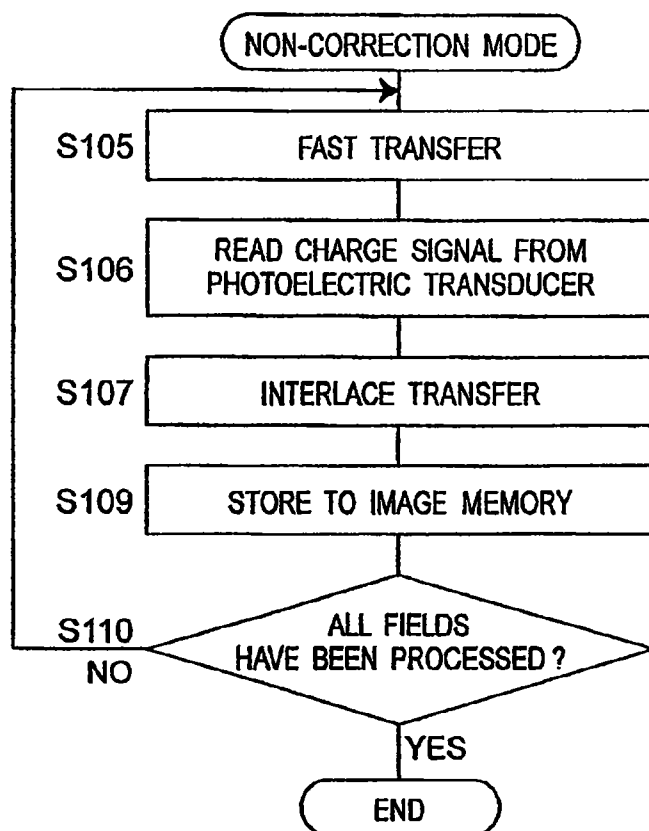 NON-CORRECTION MODE
S105
FAST TRANSFER
S106
READ CHARGE SIGNAL FROM
PHOTOELECTRIC TRANSDUCER
S107
INTERLACE TRANSFER
S109
STORE TO IMAGE MEMORY
S110
ALL FIELDS
HAVE BEEN PROCESSED ?
NO
YES
END